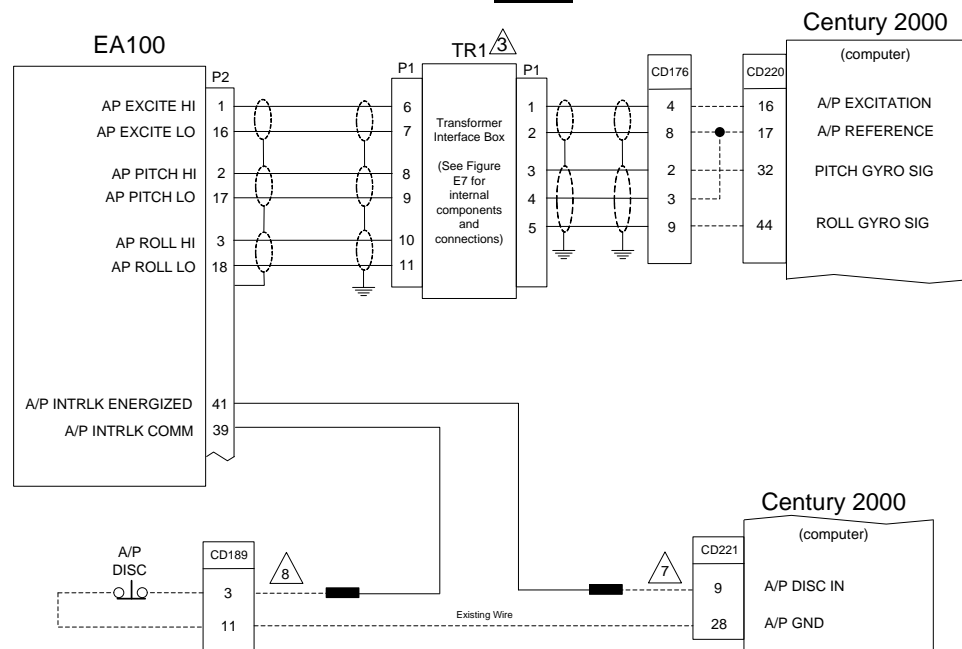 Century 2000
(computer)
EA100
TR1 3
P2
P1
P1
CD176
CD220
AP EXCITE HI 1 6 1 4 16 A/P EXCITATION
AP EXCITE LO 16 7 2 8 17 A/P REFERENCE
Transformer
Interface Box
(See Figure
E7 for
internal
components
and
connections)
AP PITCH HI 2 8 3 2 32 PITCH GYRO SIG
AP PITCH LO 17 9 4 3
AP ROLL HI 3 10 5 9 44 ROLL GYRO SIG
AP ROLL LO 18 11
A/P INTRLK ENERGIZED 41
A/P INTRLK COMM 39
Century 2000
(computer)
A/P
DISC
CD189
8
7
CD221
3
9 A/P DISC IN
11
Existing Wire
28 A/P GND